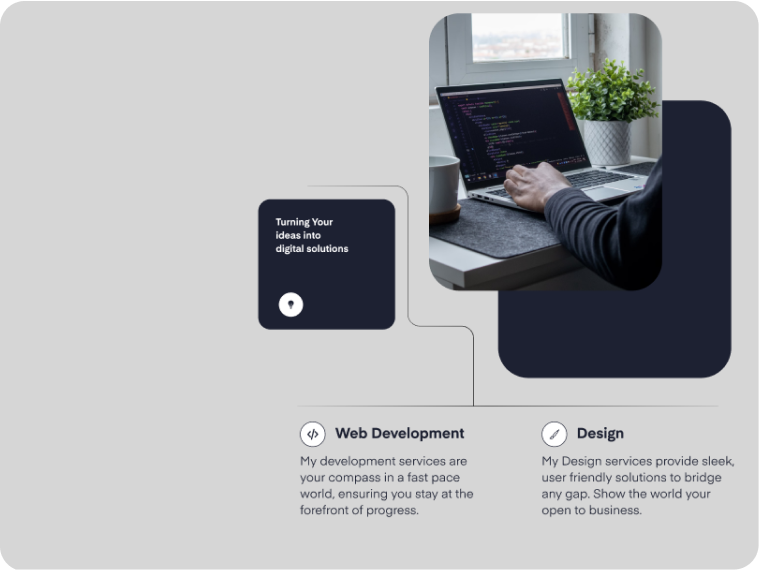 Turning Your
ideas into
digital solutions
Web Development
My development services are
your compass in a fast pace
world, ensuring you stay at the
forefront of progress.
Design
My Design services provide sleek,
user friendly solutions to bridge
any gap. Show the world your
open to business.